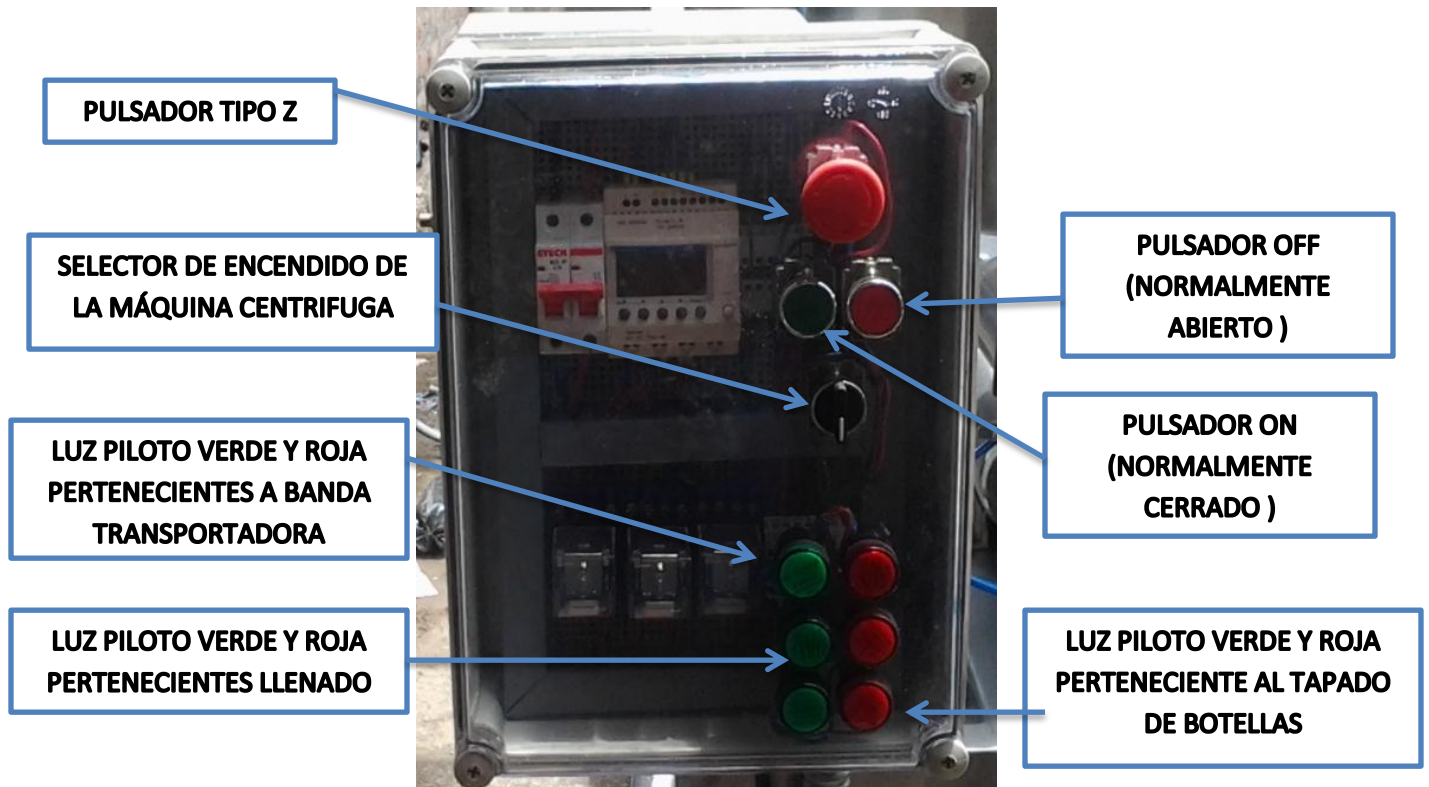 PULSADOR TIPO Z
SELECTOR DE ENCENDIDO DE
LA MÁQUINA CENTRIFUGA
LUZ PILOTO VERDE Y ROJA
PERTENECIENTES A BANDA
TRANSPORTADORA
LUZ PILOTO VERDE Y ROJA
PERTENECIENTES LLENADO
PULSADOR OFF
(NORMALMENTE
ABIERTO )
PULSADOR ON
(NORMALMENTE
CERRADO )
LUZ PILOTO VERDE Y ROJA
PERTENECIENTE AL TAPADO
DE BOTELLAS